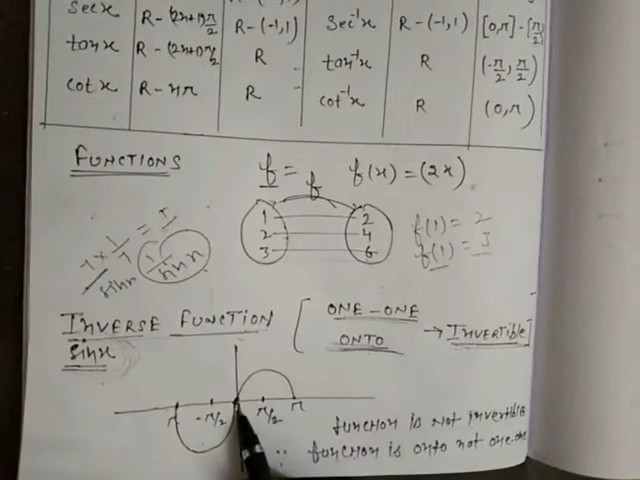 secx R - (2n+1)π/2 R - (-1,1) sec⁻¹x R - (-1,1) [0,π] - {π/2}
tanx R - (2n+1)π/2 R tan⁻¹x R (-π/2, π/2)
cotx R - nπ R cot⁻¹x R (0,π)
FUNCTIONS f = f(x) = (2x)
f
1 2
2 4
3 6
f(1) = 2
f(1) = 3
1/sinx
INVERSE FUNCTION [ ONE-ONE
ONTO → INVERTIBLE]
sinx
π -π/2 π/2 π
function is not invertible
∵ function is onto not one one